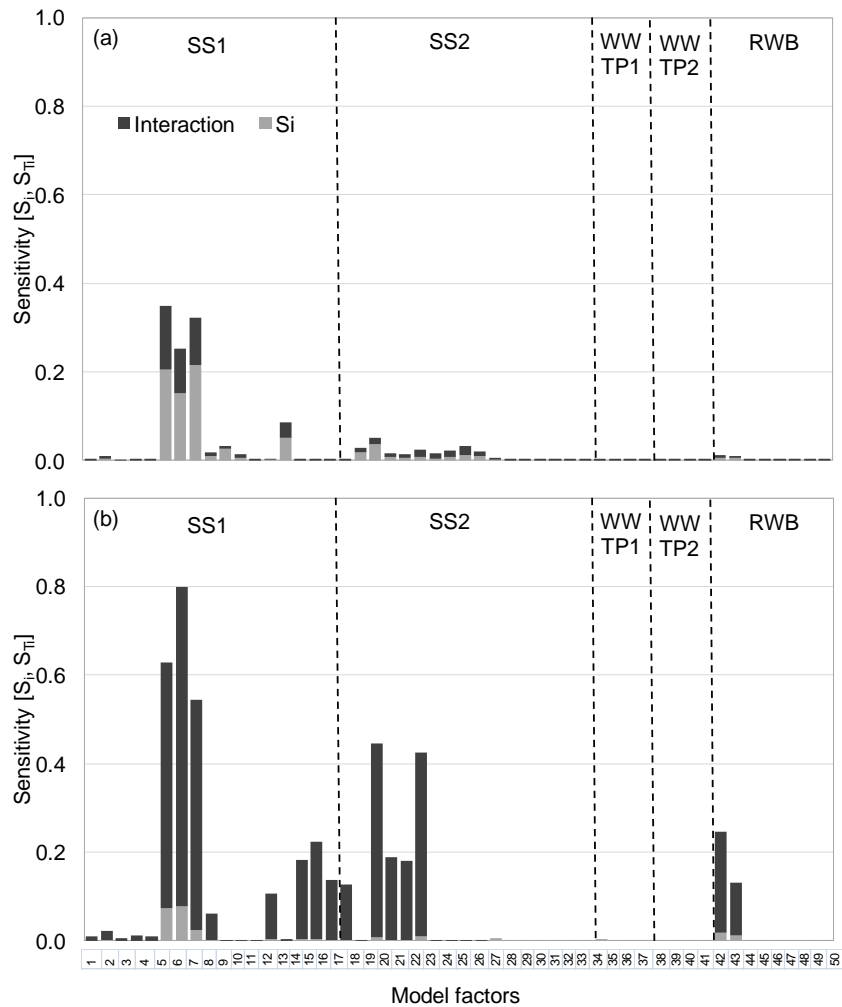 (a)
SS1
SS2
WW
TP1
WW
TP2
RWB
Interaction
Si
Sensitivity [Si, STi]
1.0
0.8
0.6
0.4
0.2
0.0
(b)
SS1
SS2
WW
TP1
WW
TP2
RWB
Sensitivity [Si, STi]
1.0
0.8
0.6
0.4
0.2
0.0
1 2 3 4 5 6 7 8 9 10 11 12 13 14 15 16 17 18 19 20 21 22 23 24 25 26 27 28 29 30 31 32 33 34 35 36 37 38 39 40 41 42 43 44 45 46 47 48 49 50
Model factors